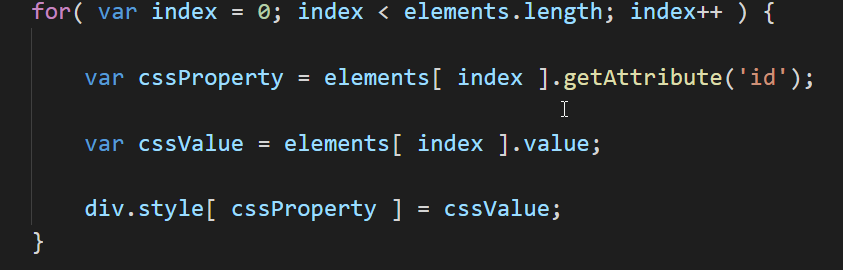 for( var index = 0; index < elements.length; index++ ) {
var cssProperty = elements[ index ].getAttribute('id');
var cssValue = elements[ index ].value;
div.style[ cssProperty ] = cssValue;
}